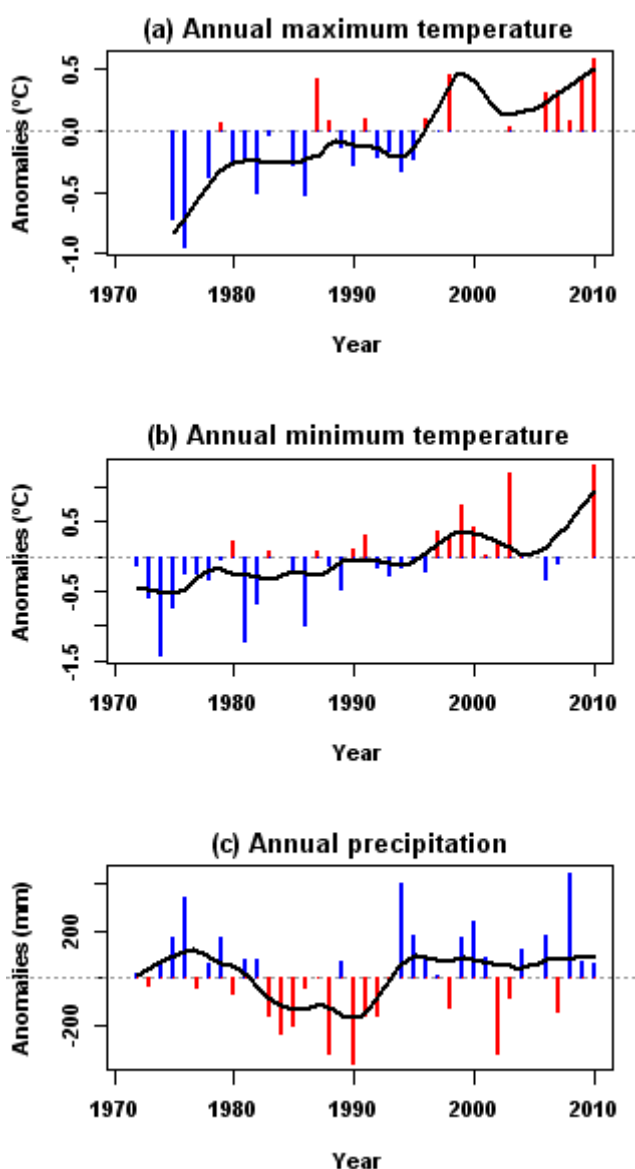 (a) Annual maximum temperature
Anomalies (°C)
0.5
0.0
-0.5
-1.0
1970 1980 1990 2000 2010
Year
(b) Annual minimum temperature
Anomalies (°C)
0.5
-0.5
-1.5
1970 1980 1990 2000 2010
Year
(c) Annual precipitation
Anomalies (mm)
200
-200
1970 1980 1990 2000 2010
Year